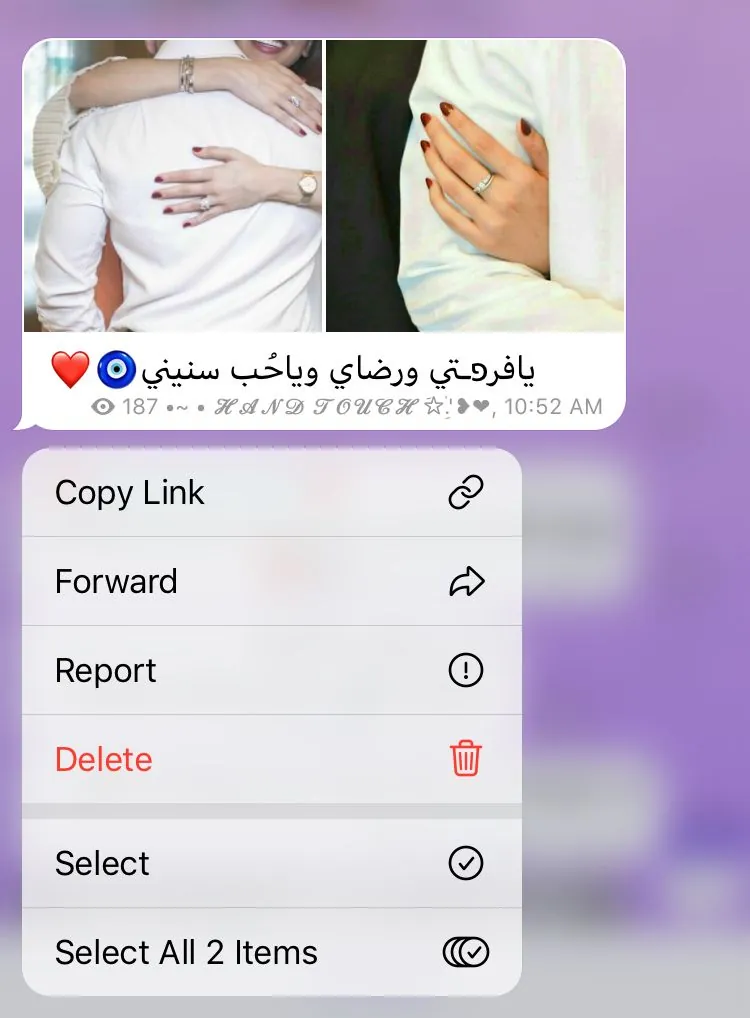 يافرפـتي ورضاي وياحُب سنيني🧿❤️
187 •~ • 𝓗𝓐𝓝𝓓 𝓣𝓞𝓤𝓒𝓗 ☆¦❥❤, 10:52 AM
Copy Link
Forward
Report
Delete
Select
Select All 2 Items